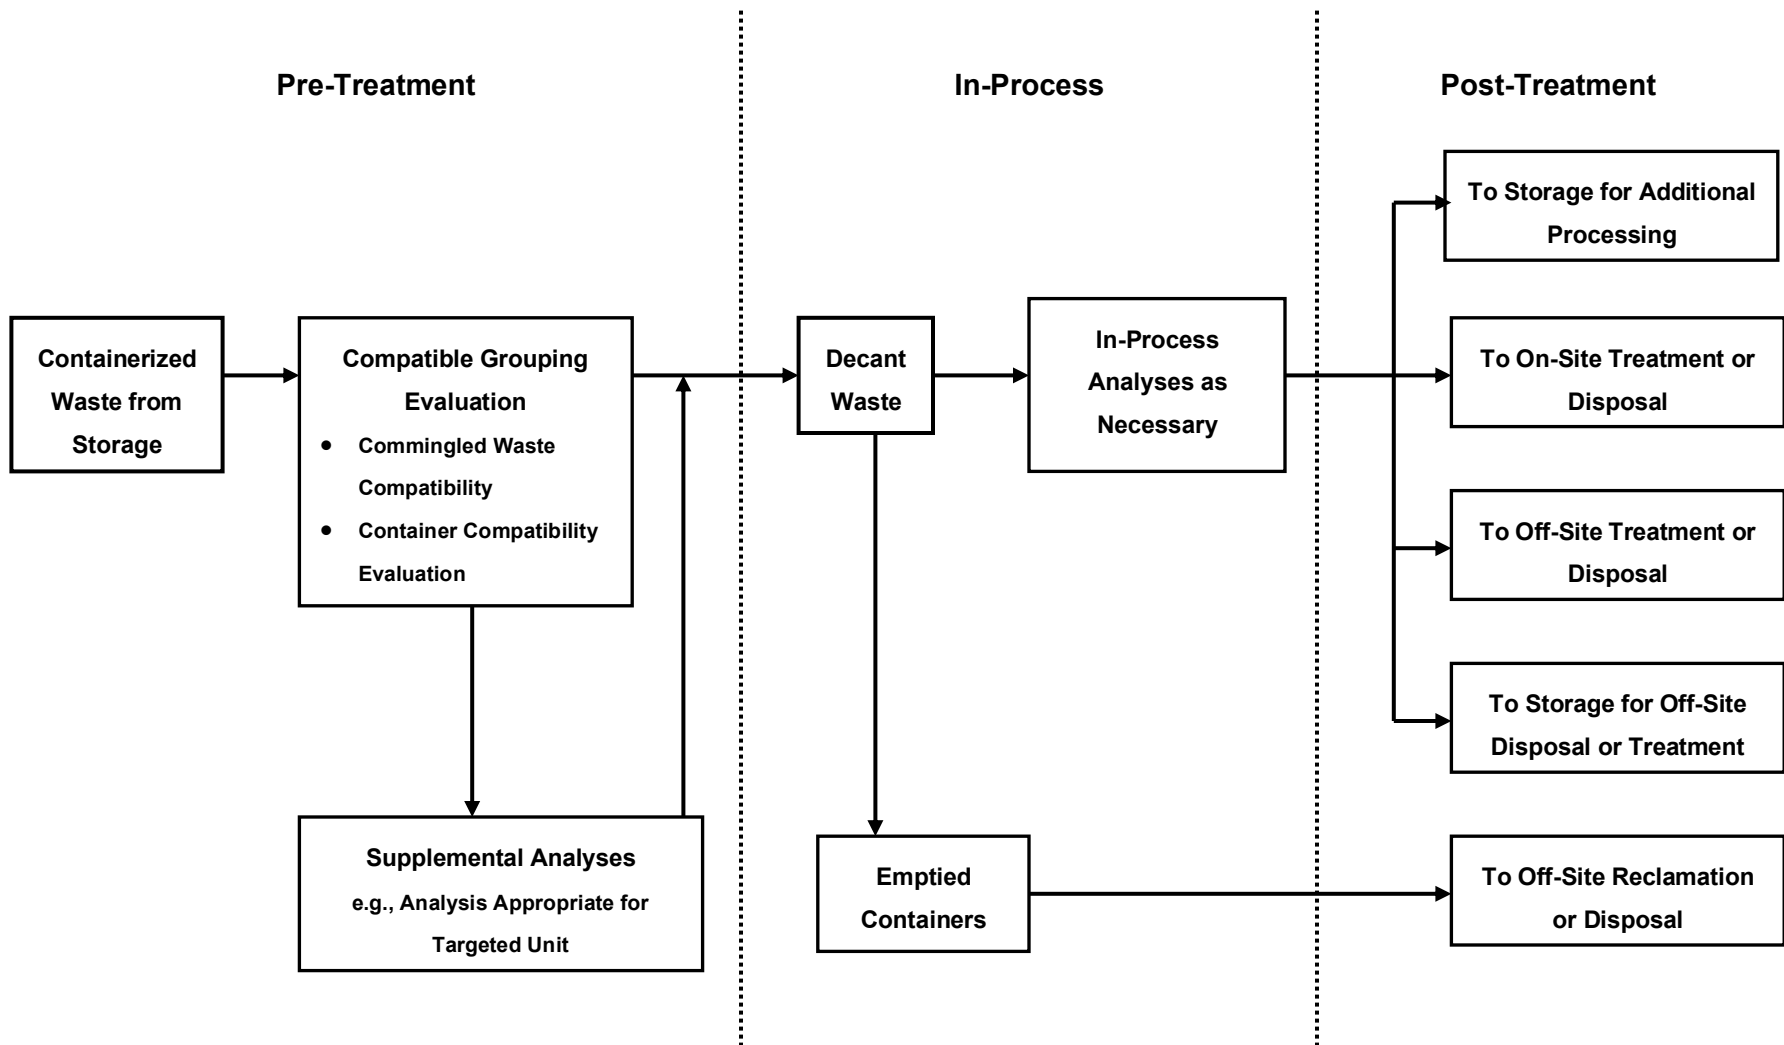 Pre-Treatment
In-Process
Post-Treatment
Containerized
Waste from
Storage
Compatible Grouping
Evaluation
• Commingled Waste
Compatibility
• Container Compatibility
Evaluation
Supplemental Analyses
e.g., Analysis Appropriate for
Targeted Unit
Decant
Waste
In-Process
Analyses as
Necessary
Emptied
Containers
To Storage for Additional
Processing
To On-Site Treatment or
Disposal
To Off-Site Treatment or
Disposal
To Storage for Off-Site
Disposal or Treatment
To Off-Site Reclamation
or Disposal